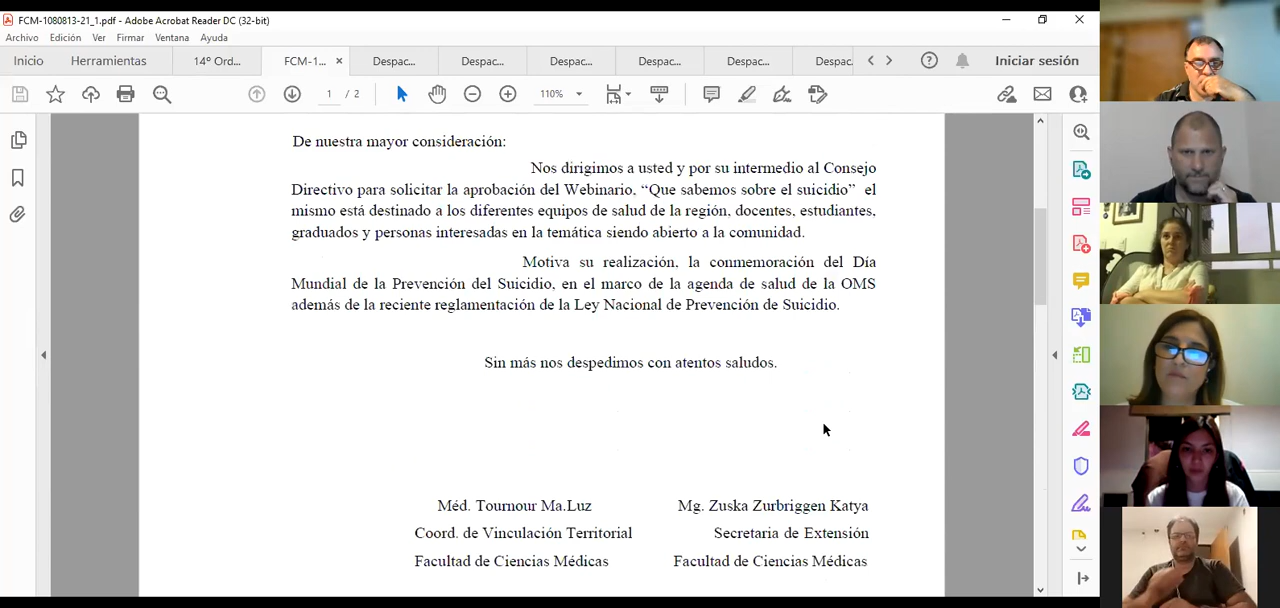 FCM-1080813-21_1.pdf - Adobe Acrobat Reader DC (32-bit)
Archivo Edición Ver Firmar Ventana Ayuda
Inicio Herramientas 14º Ord... FCM-1... × Despac... Despac... Despac... Despac... Despac... Despac Iniciar sesión
1 / 2 110%
De nuestra mayor consideración:
Nos dirigimos a usted y por su intermedio al Consejo
Directivo para solicitar la aprobación del Webinario, “Que sabemos sobre el suicidio” el
mismo está destinado a los diferentes equipos de salud de la región, docentes, estudiantes,
graduados y personas interesadas en la temática siendo abierto a la comunidad.
Motiva su realización, la conmemoración del Día
Mundial de la Prevención del Suicidio, en el marco de la agenda de salud de la OMS
además de la reciente reglamentación de la Ley Nacional de Prevención de Suicidio.
Sin más nos despedimos con atentos saludos.
Méd. Tournour Ma.Luz Mg. Zuska Zurbriggen Katya
Coord. de Vinculación Territorial Secretaria de Extensión
Facultad de Ciencias Médicas Facultad de Ciencias Médicas